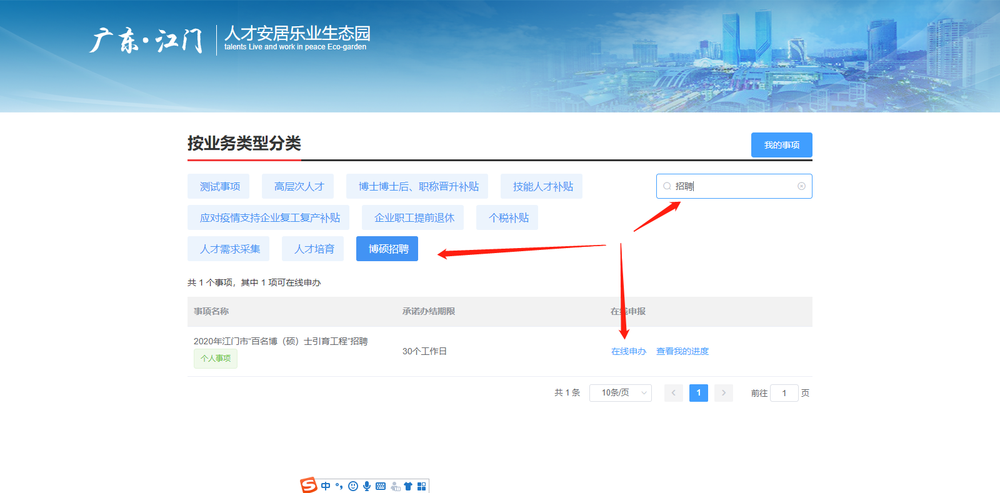 广东·江门
人才安居乐业生态园
talents Live and work in peace Eco-garden
按业务类型分类
我的事项
测试事项 高层次人才 博士博士后、职称晋升补贴 技能人才补贴
招聘
应对疫情支持企业复工复产补贴 企业职工提前退休 个税补贴
人才需求采集 人才培育 博硕招聘
共 1 个事项，其中 1 项可在线申办
事项名称 承诺办结期限 在线申报
2020年江门市“百名博（硕）士引育工程”招聘
个人事项
30个工作日
在线申办 查看我的进度
共 1 条 10条/页 1 前往 1 页
S 中